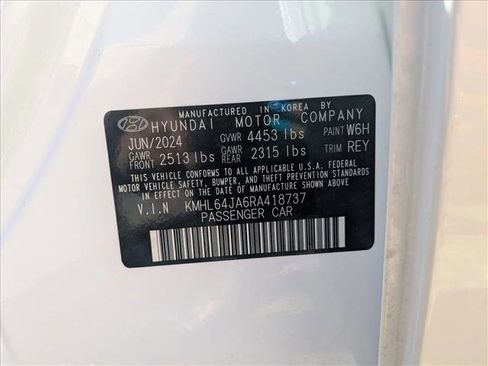 MANUFACTURED IN KOREA BY
HYUNDAI MOTOR COMPANY
JUN/2024 GVWR 4453 lbs PAINT W6H
GAWR FRONT 2513 lbs GAWR REAR 2315 lbs TRIM REY
THIS VEHICLE CONFORMS TO ALL APPLICABLE U.S.A. FEDERAL
MOTOR VEHICLE SAFETY, BUMPER, AND THEFT PREVENTION
STANDARDS IN EFFECT ON THE DATE OF MANUFACTURE SHOWN ABOVE.
V.I.N KMHL64JA6RA418737
PASSENGER CAR